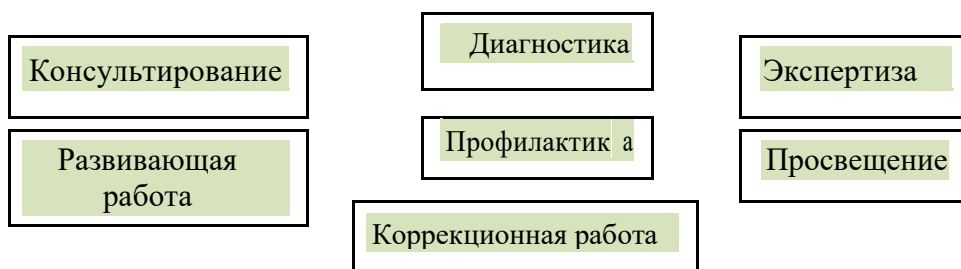 Консультирование
Диагностика
Экспертиза
Развивающая
работа
Профилактик а
Просвещение
Коррекционная работа